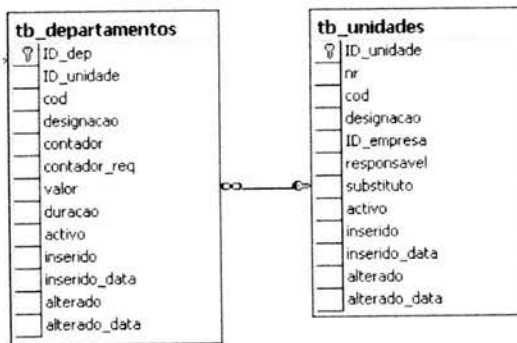 tb_departamentos
ID_dep
ID_unidade
cod
designacao
contador
contador_req
valor
duracao
activo
inserido
inserido_data
alterado
alterado_data
tb_unidades
ID_unidade
nr
cod
designacao
ID_empresa
responsavel
substituto
activo
inserido
inserido_data
alterado
alterado_data